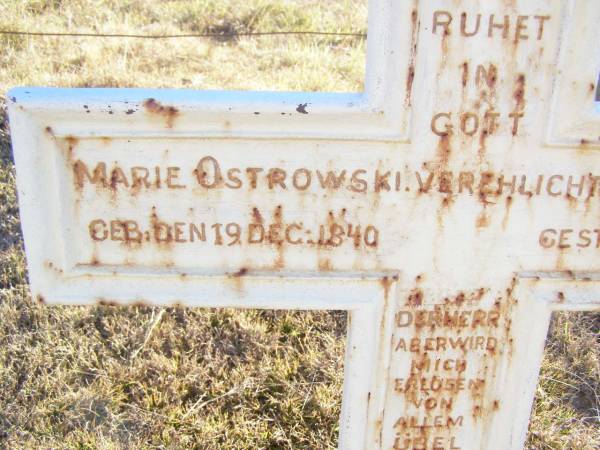 RUHET
IN
GOTT
MARIE OSTROWSKI. VEREHLICHT
GEB: DEN 19. DEC: 1840 GEST
DER HERR
ABER WIRD
MICH
ERLÖSEN
VON
ALLEM
ÜBEL